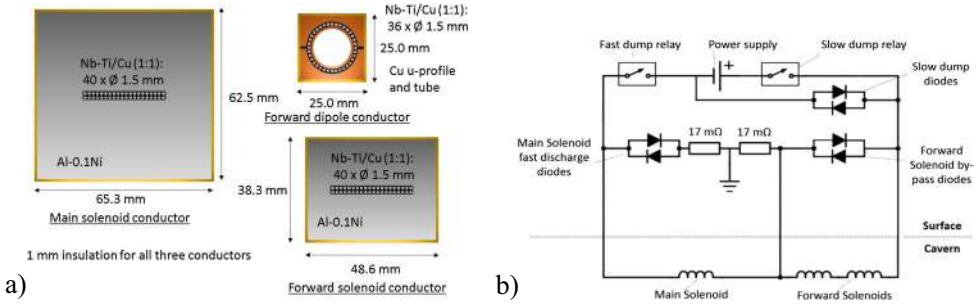 Nb-Ti/Cu (1:1):
40 x Ø 1.5 mm
Al-0.1Ni
62.5 mm
65.3 mm
Main solenoid conductor
1 mm insulation for all three conductors
a)
Nb-Ti/Cu (1:1):
36 x Ø 1.5 mm
25.0 mm
Cu u-profile
and tube
25.0 mm
Forward dipole conductor
Nb-Ti/Cu (1:1):
40 x Ø 1.5 mm
38.3 mm
Al-0.1Ni
48.6 mm
Forward solenoid conductor
Fast dump relay
Power supply
Slow dump relay
+
Slow dump
diodes
Main Solenoid
fast discharge
diodes
17 mΩ
17 mΩ
Forward
Solenoid by-
pass diodes
Surface
Cavern
Main Solenoid
Forward Solenoids
b)